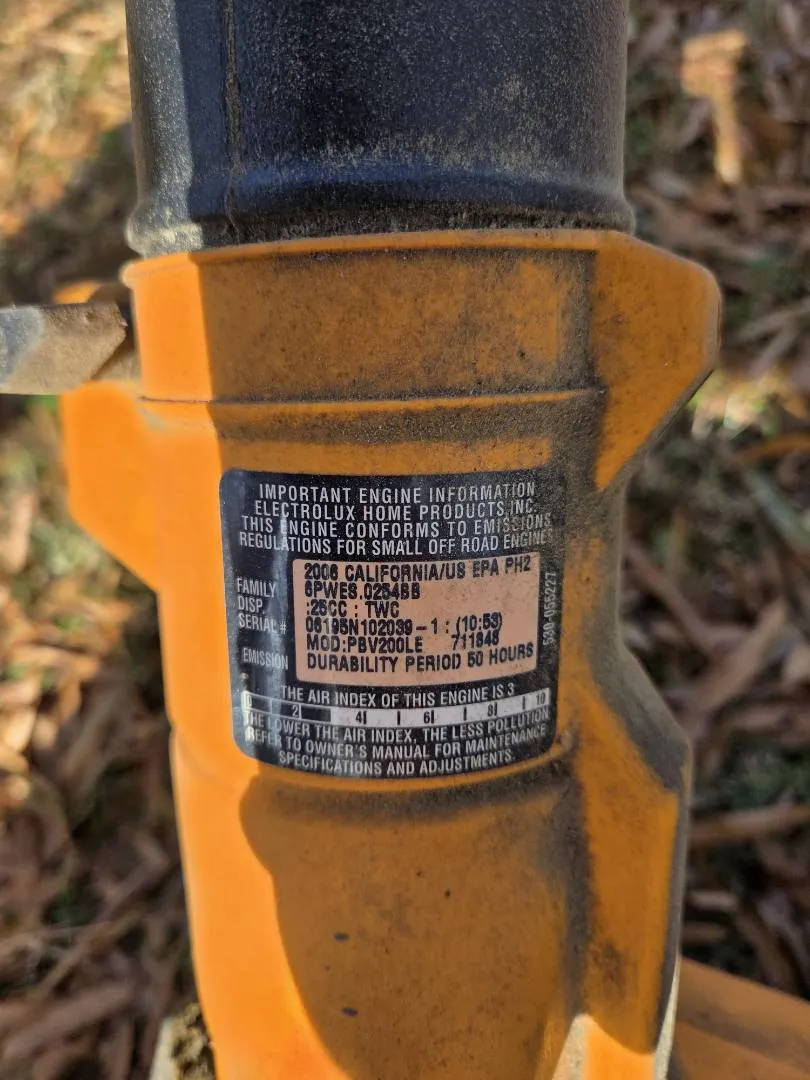 IMPORTANT ENGINE INFORMATION
ELECTROLUX HOME PRODUCTS, INC.
THIS ENGINE CONFORMS TO EMISSIONS
REGULATIONS FOR SMALL OFF ROAD ENGINES
2006 CALIFORNIA/US EPA PH2
FAMILY 6PWES.0254BB
DISP. :25CC : TWC
SERIAL # 06195N102039-1 : (10:53)
MOD:PBV200LE 711848
EMISSION DURABILITY PERIOD 50 HOURS
530-055227
THE AIR INDEX OF THIS ENGINE IS 3
0 2 4 6 8 10
THE LOWER THE AIR INDEX, THE LESS POLLUTION
REFER TO OWNER'S MANUAL FOR MAINTENANCE
SPECIFICATIONS AND ADJUSTMENTS.